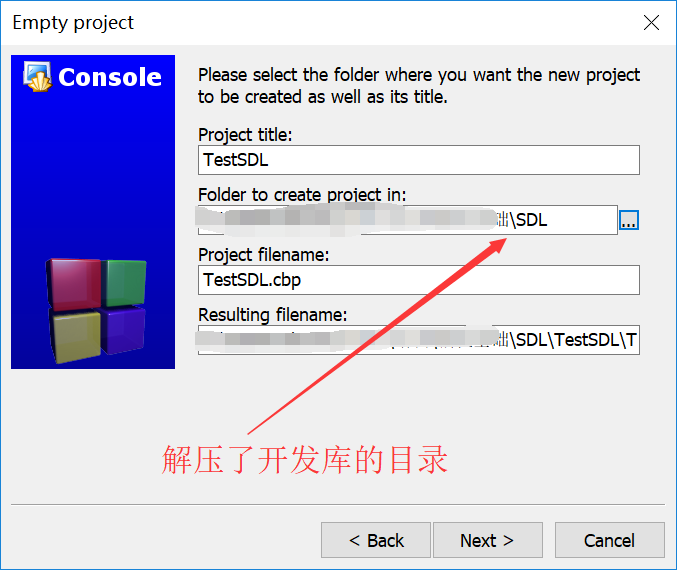 Empty project
Console
Please select the folder where you want the new project
to be created as well as its title.
Project title:
TestSDL
Folder to create project in:
础\SDL
...
Project filename:
TestSDL.cbp
Resulting filename:
础\SDL\TestSDL\T
解压了开发库的目录
< Back
Next >
Cancel